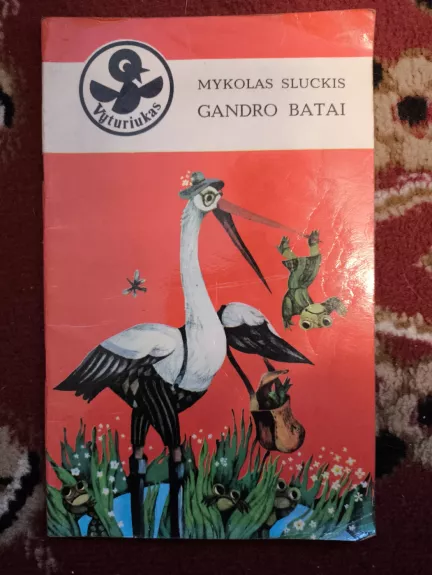 Vyturiukas
MYKOLAS SLUCKIS
GANDRO BATAI